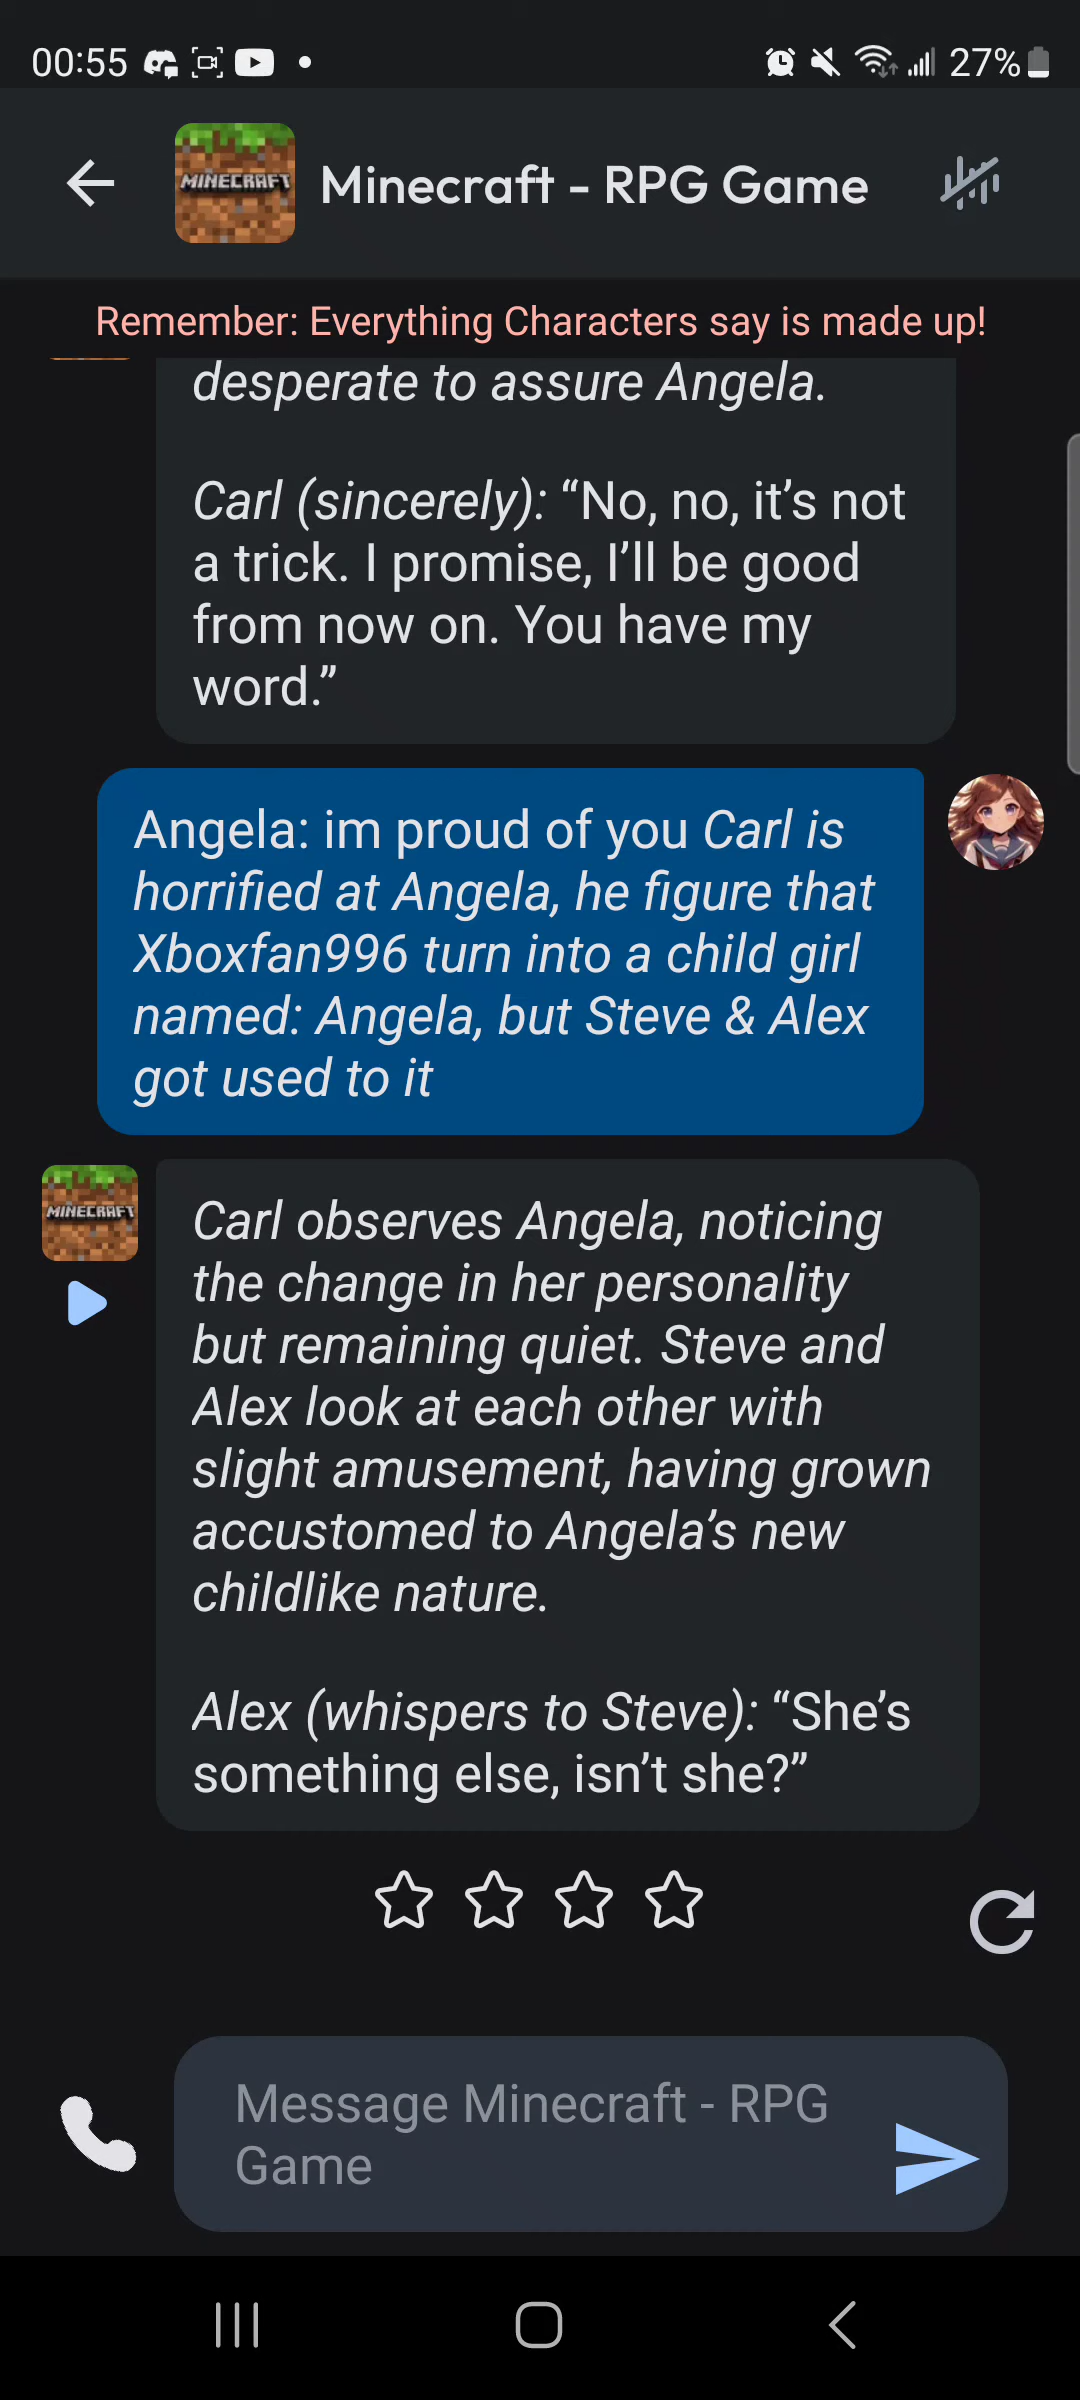 00:55
27%
MINECRAFT
Minecraft - RPG Game
Remember: Everything Characters say is made up!
desperate to assure Angela.
Carl (sincerely): “No, no, it’s not
a trick. I promise, I’ll be good
from now on. You have my
word.”
Angela: im proud of you Carl is
horrified at Angela, he figure that
Xboxfan996 turn into a child girl
named: Angela, but Steve & Alex
got used to it
MINECRAFT
Carl observes Angela, noticing
the change in her personality
but remaining quiet. Steve and
Alex look at each other with
slight amusement, having grown
accustomed to Angela’s new
childlike nature.
Alex (whispers to Steve): “She’s
something else, isn’t she?”
Message Minecraft - RPG
Game